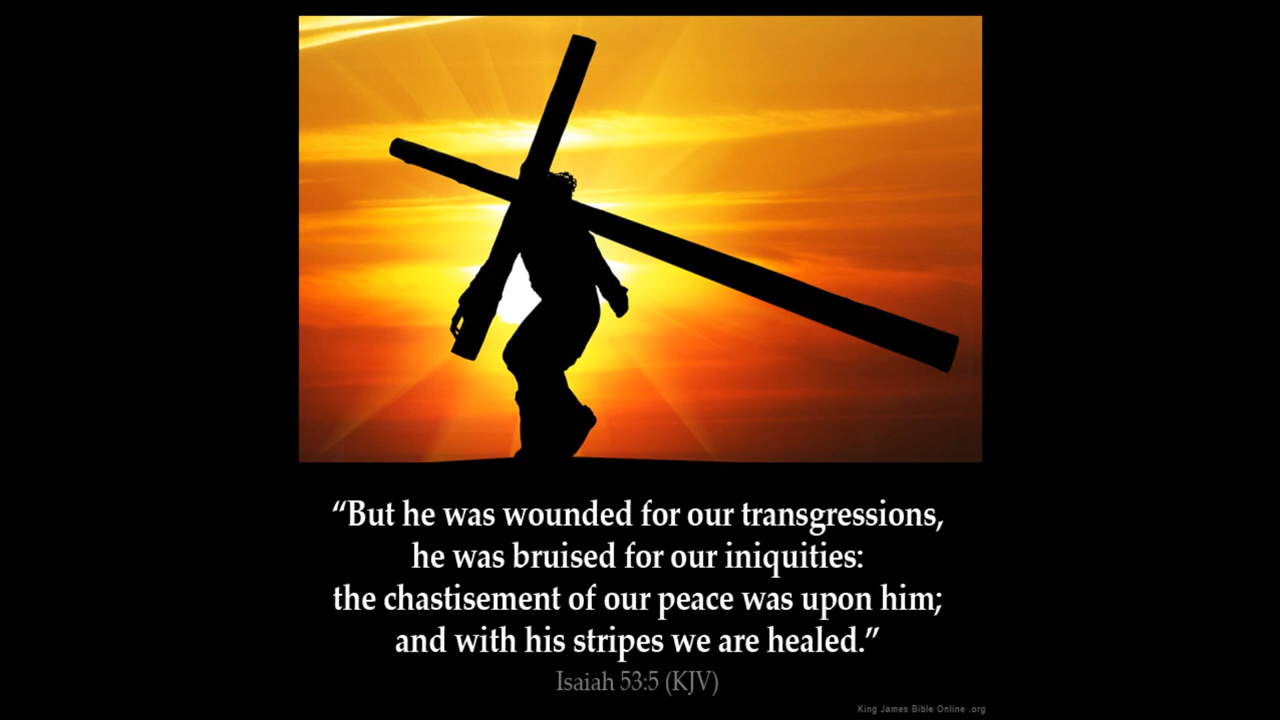 “But he was wounded for our transgressions,
he was bruised for our iniquities:
the chastisement of our peace was upon him;
and with his stripes we are healed.”
Isaiah 53:5 (KJV)
King James Bible Online .org